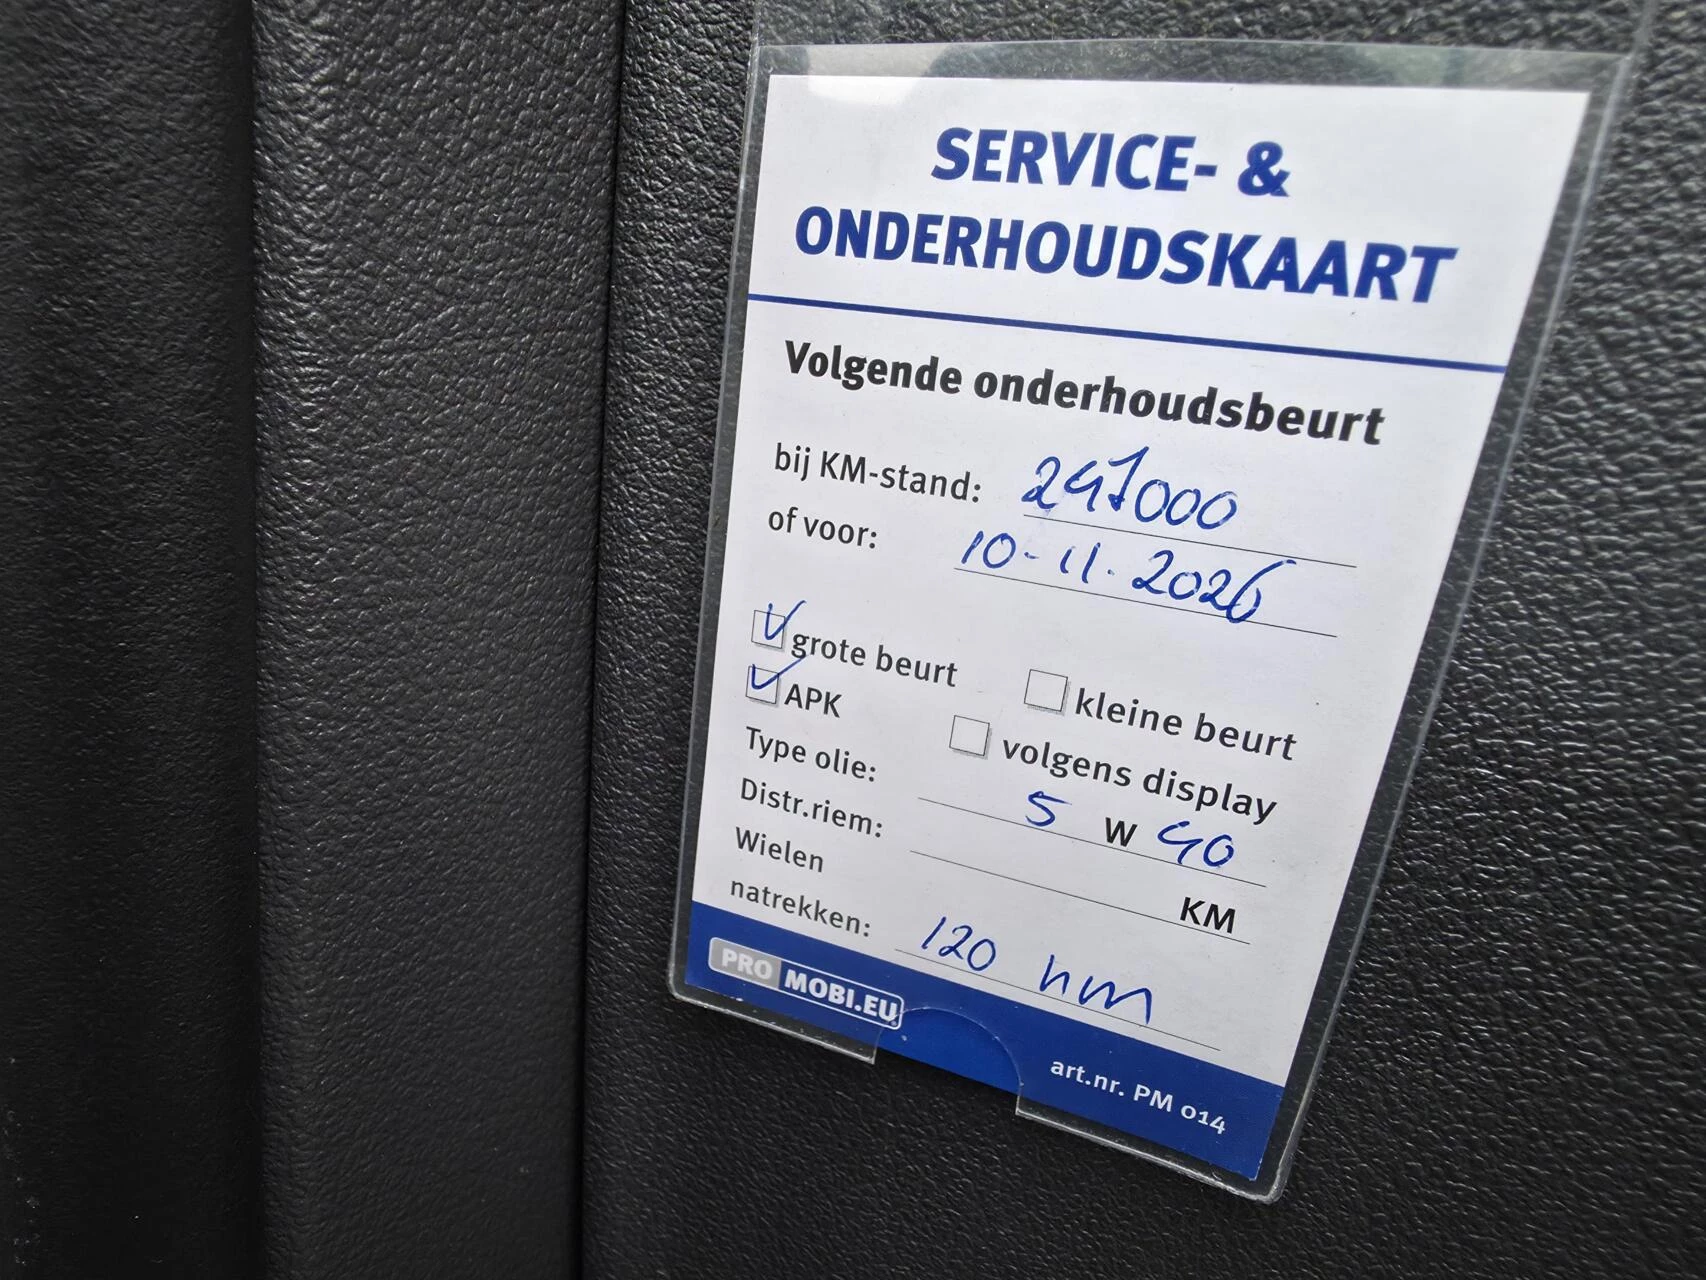 SERVICE- &
ONDERHOUDSKAART
Volgende onderhoudsbeurt
bij KM-stand: 247000
of voor: 10-11.2026
grote beurt kleine beurt
APK volgens display
Type olie: 5 W 40
Distr.riem: KM
Wielen
natrekken: 120 nm
PRO MOBI.EU
art.nr. PM 014